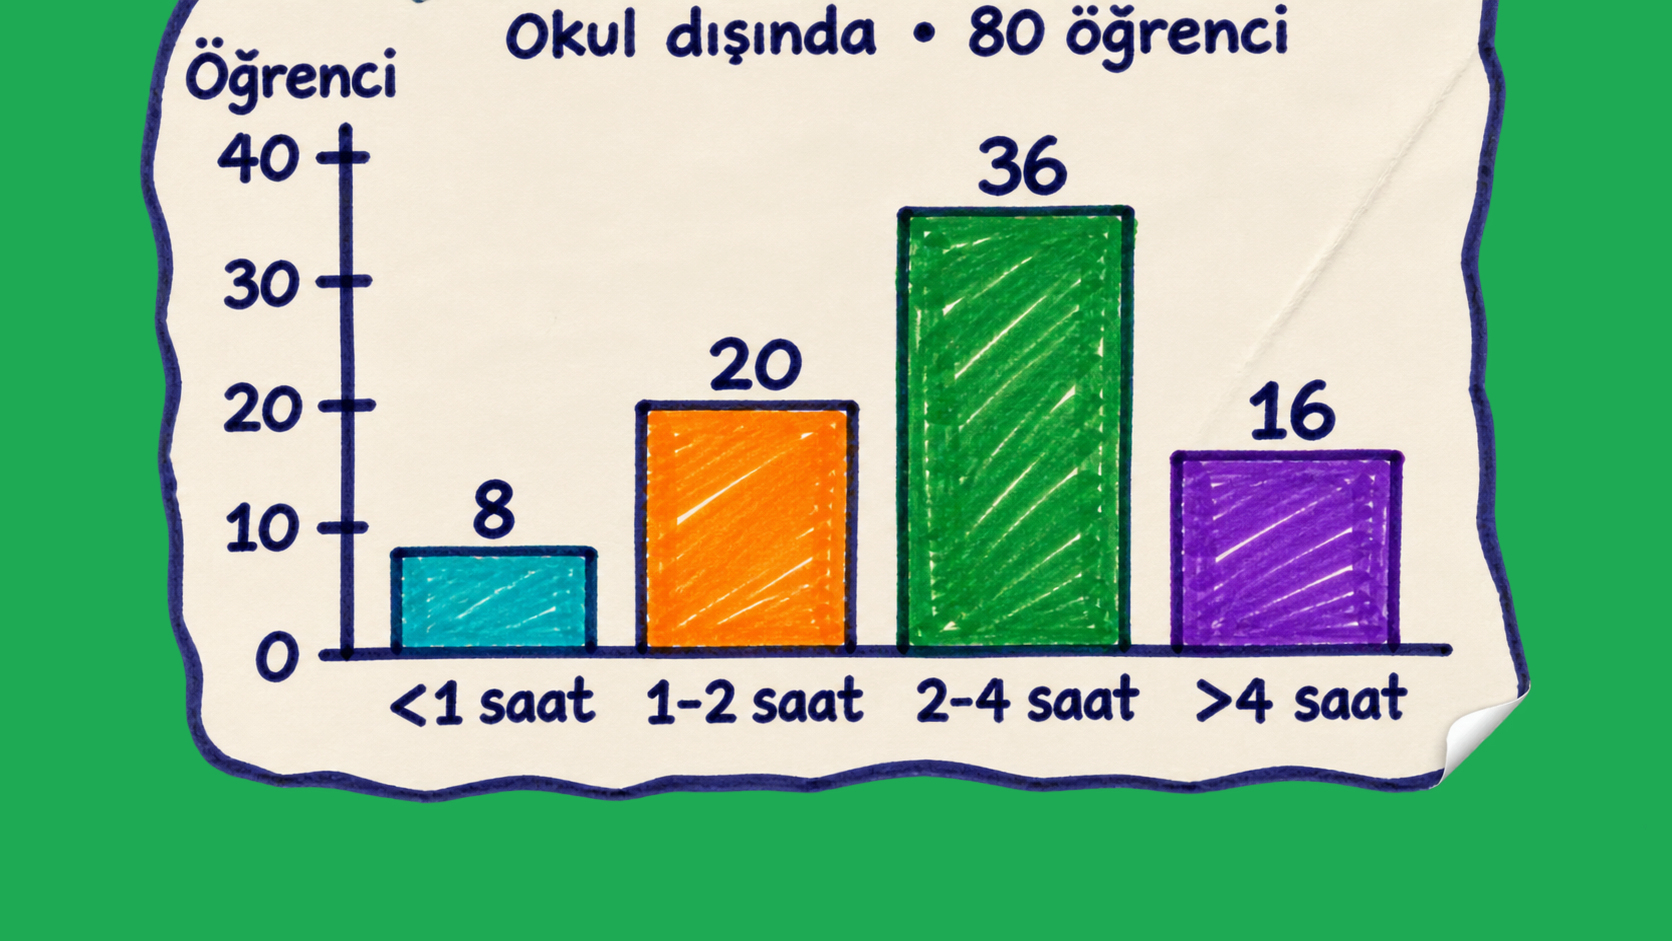 Okul dışında • 80 öğrenci
Öğrenci
40
30
20
10
0
8
20
36
16
<1 saat
1-2 saat
2-4 saat
>4 saat